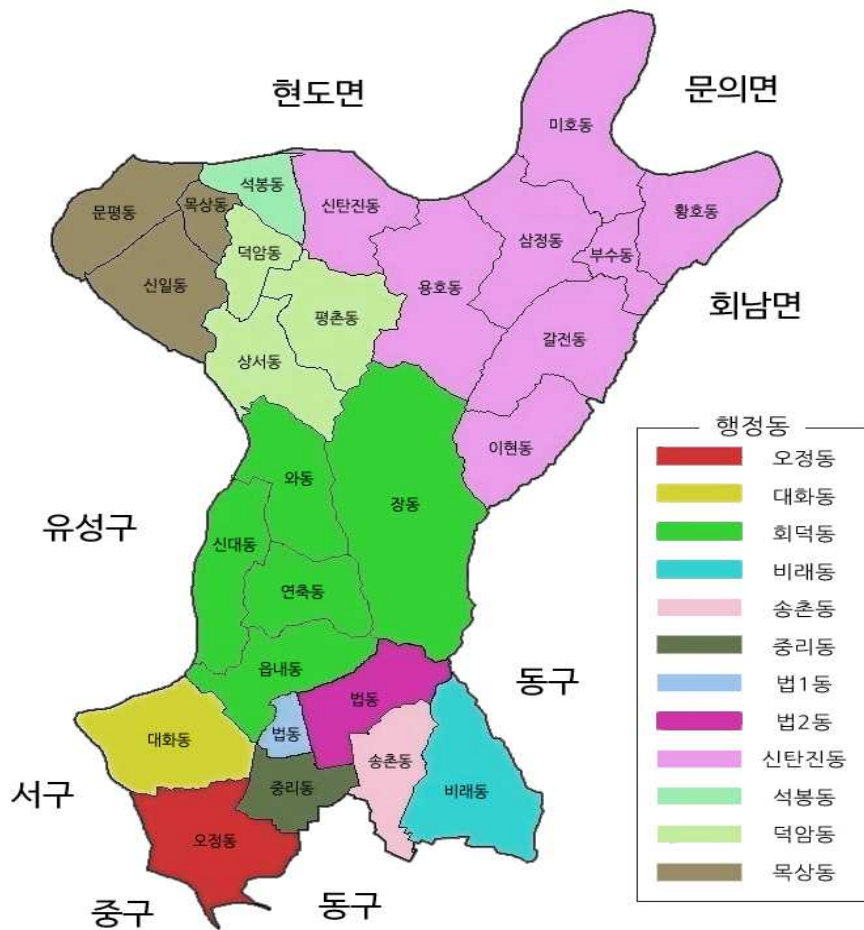 현도면
문의면
미호동
석봉동
문평동
목상동
신탄진동
황호동
삼정동
부수동
덕암동
신일동
용호동
회남면
평촌동
갈전동
상서동
이현동
와동
장동
유성구
신대동
연축동
읍내동
동구
법동
대화동
법동
송촌동
서구
중리동
비래동
오정동
중구
동구
행정동
오정동
대화동
회덕동
비래동
송촌동
중리동
법1동
법2동
신탄진동
석봉동
덕암동
목상동